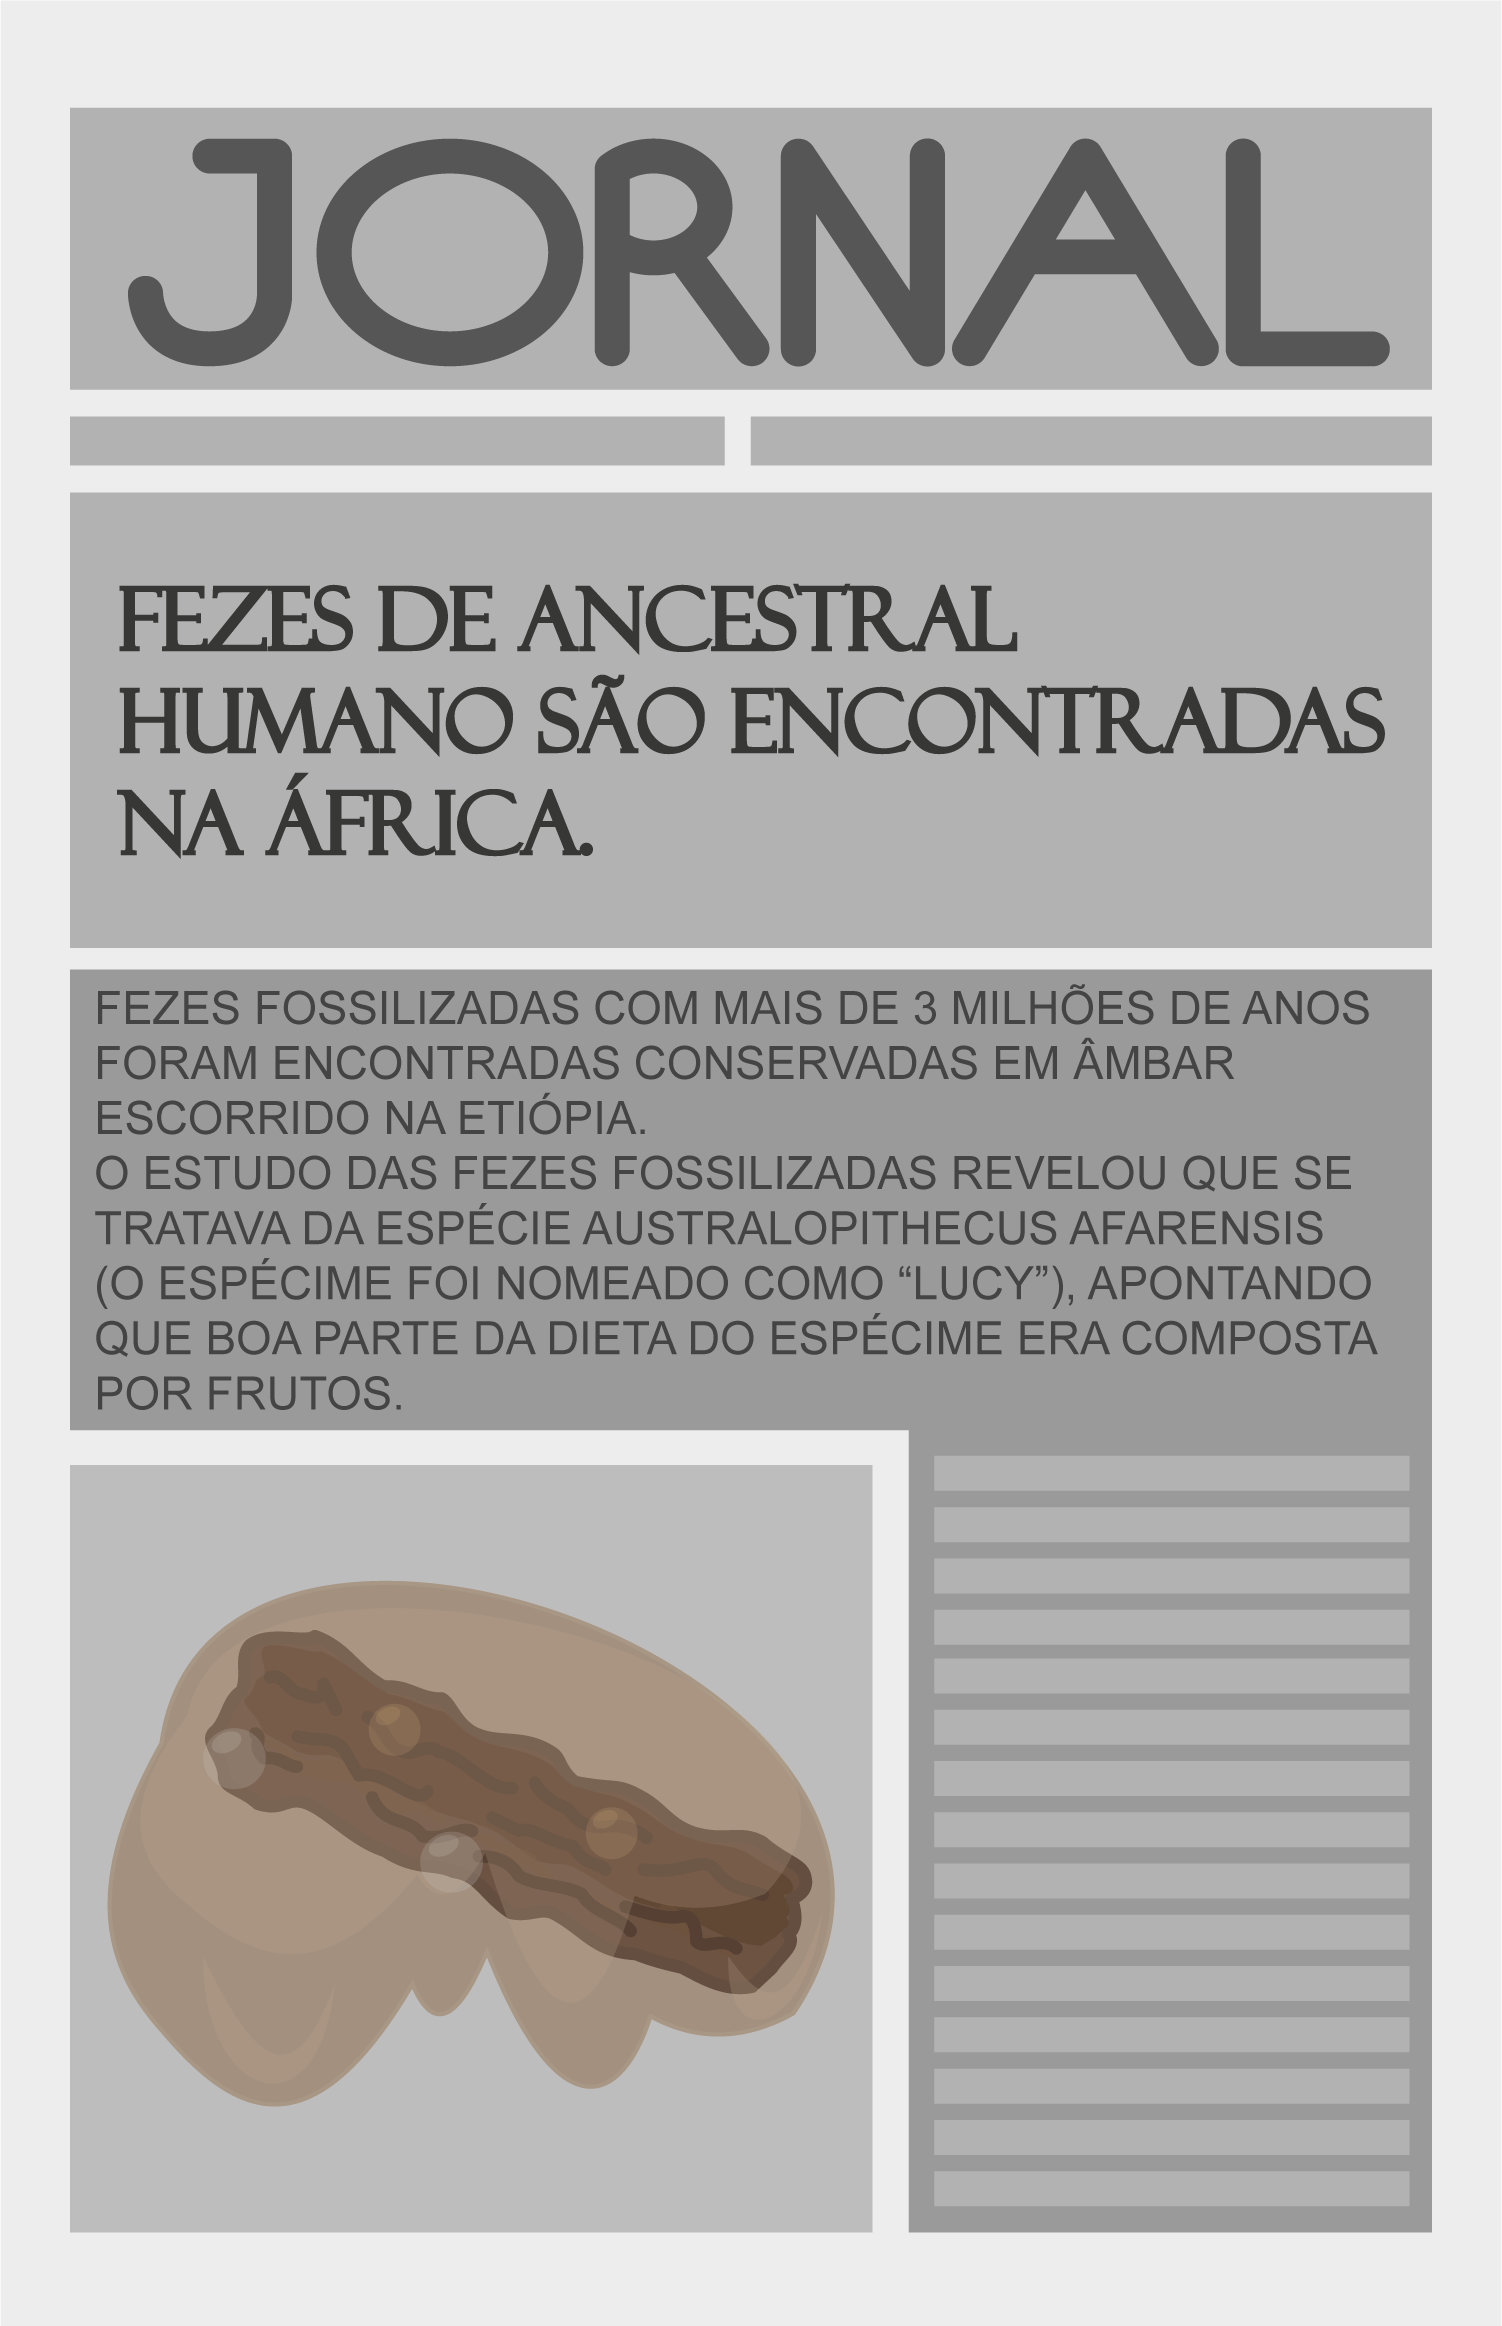 JORNAL
FEZES DE ANCESTRAL
HUMANO SÃO ENCONTRADAS
NA ÁFRICA.
FEZES FOSSILIZADAS COM MAIS DE 3 MILHÕES DE ANOS
FORAM ENCONTRADAS CONSERVADAS EM ÂMBAR
ESCORRIDO NA ETIÓPIA.
O ESTUDO DAS FEZES FOSSILIZADAS REVELOU QUE SE
TRATAVA DA ESPÉCIE AUSTRALOPITHECUS AFARENSIS
(O ESPÉCIME FOI NOMEADO COMO “LUCY”), APONTANDO
QUE BOA PARTE DA DIETA DO ESPÉCIME ERA COMPOSTA
POR FRUTOS.